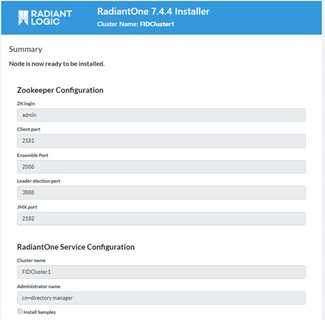 RADIANT
LOGIC
RadiantOne 7.4.4 Installer
Cluster Name: FIDCluster1
Summary
Node is now ready to be installed.
Zookeeper Configuration
ZK login
admin
Client port
2181
Ensemble Port
2888
Leader election port
3888
JMX port
2182
RadiantOne Service Configuration
Cluster name
FIDCluster1
Administrator name
cn=directory manager
Install Samples